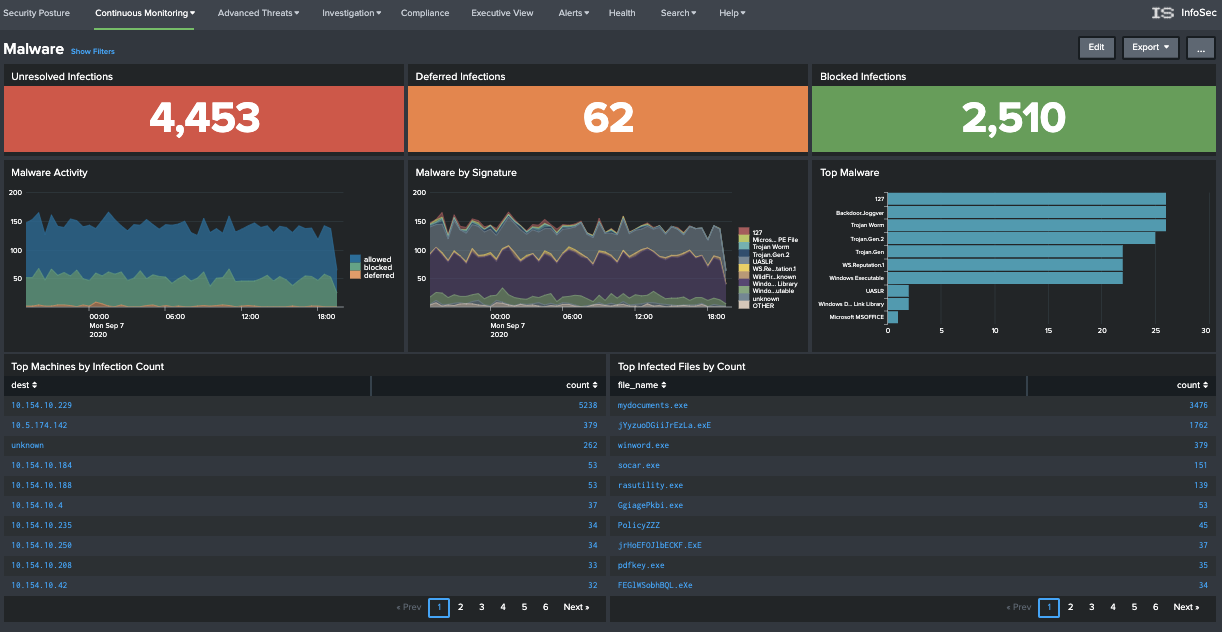 Security Posture Continuous Monitoring Advanced Threats Investigation Compliance Executive View Alerts Health Search Help IS InfoSec
Malware Show Filters Edit Export ...
Unresolved Infections Deferred Infections Blocked Infections
4,453 62 2,510
Malware Activity
200
150
100
50
00:00 06:00 12:00 18:00
Mon Sep 7
2020
allowed
blocked
deferred
Malware by Signature
200
150
100
50
00:00 06:00 12:00 18:00
Mon Sep 7
2020
127
Micros... PE File
Trojan Worm
Trojan.Gen.2
UASLR
WS.Re...tation.1
WildFir...known
Windo... Library
Windo...utable
unknown
OTHER
Top Malware
127
Backdoor.Joggver
Trojan Worm
Trojan.Gen.2
Trojan.Gen
WS.Reputation.1
Windows Executable
UASLR
Windows D... Link Library
Microsoft MSOFFICE
0 5 10 15 20 25 30
Top Machines by Infection Count
dest count
10.154.10.229 5238
10.5.174.142 379
unknown 262
10.154.10.184 53
10.154.10.188 53
10.154.10.4 37
10.154.10.235 34
10.154.10.250 34
10.154.10.208 33
10.154.10.42 32
« Prev 1 2 3 4 5 6 Next »
Top Infected Files by Count
file_name count
mydocuments.exe 3476
jYyzuoDGiiJrEzLa.exE 1762
winword.exe 379
socar.exe 151
rasutility.exe 139
GgiagePkbi.exe 53
PolicyZZZ 45
jrHoEFOJlbECKF.ExE 37
pdfkey.exe 35
FEGlWSobhBQL.eXe 34
« Prev 1 2 3 4 5 6 Next »